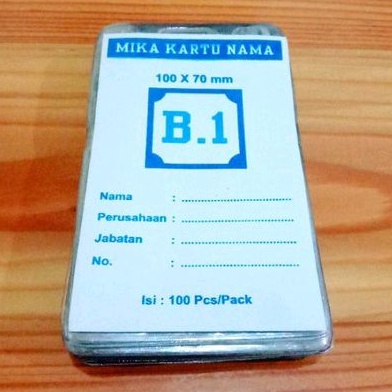 MIKA KARTU NAMA
100 X 70 mm
B.1
Nama : ................................
Perusahaan : ................................
Jabatan : ................................
No. : ................................
Isi : 100 Pcs/Pack